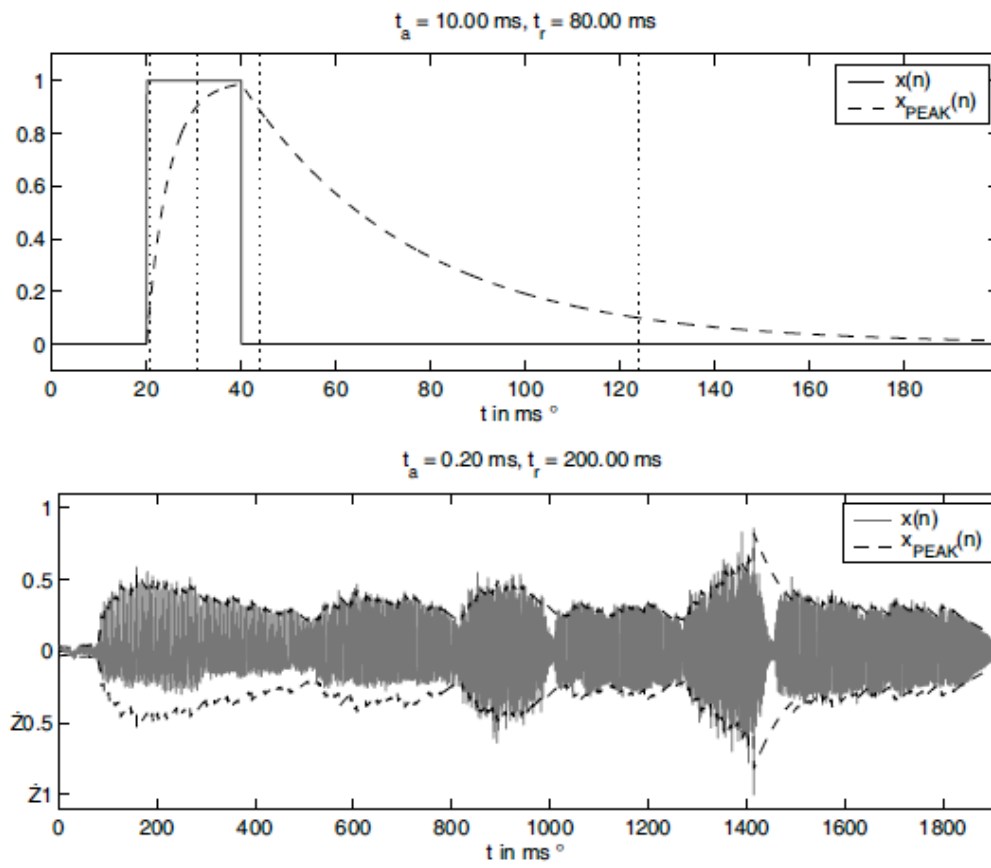 t_a = 10.00 ms, t_r = 80.00 ms
x(n)
x_PEAK(n)
1
0.8
0.6
0.4
0.2
0
0 20 40 60 80 100 120 140 160 180
t in ms °
t_a = 0.20 ms, t_r = 200.00 ms
x(n)
x_PEAK(n)
1
0.5
0
Ż0.5
Ż1
0 200 400 600 800 1000 1200 1400 1600 1800
t in ms °